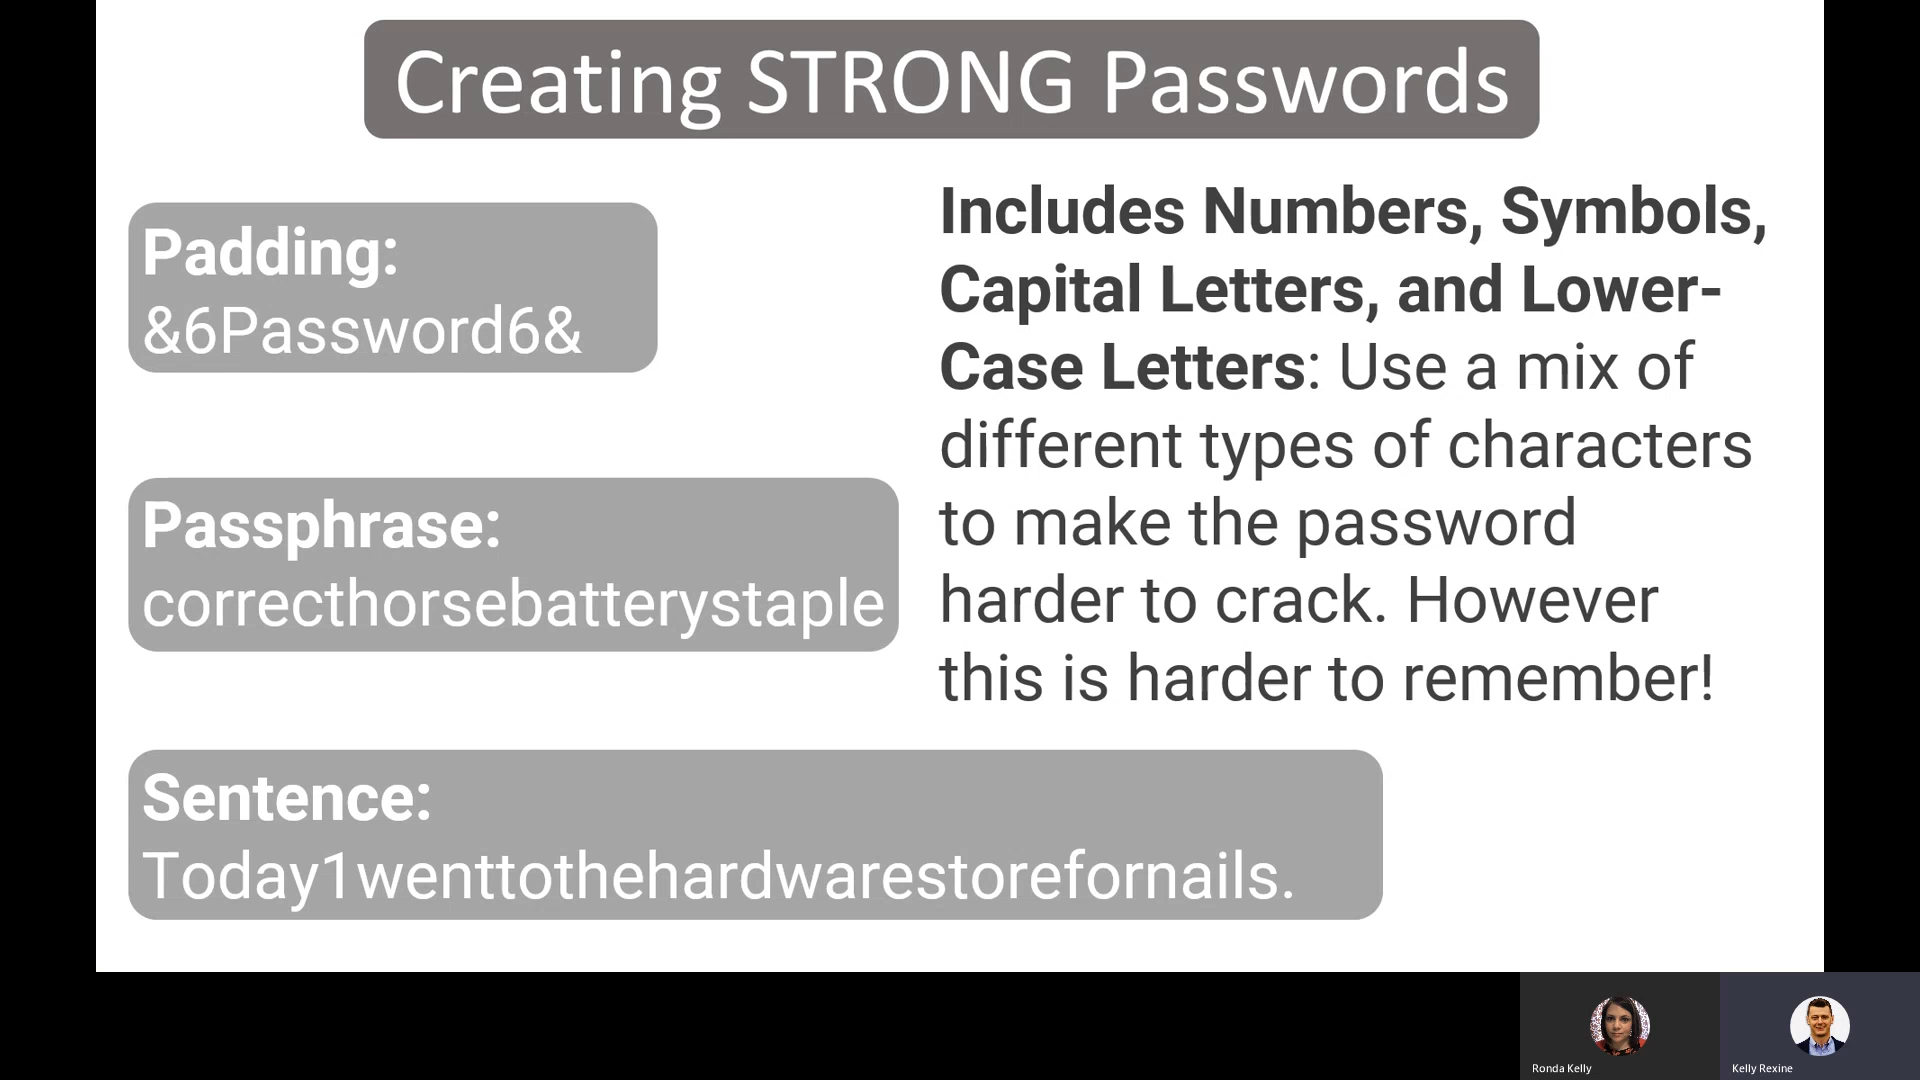 Creating STRONG Passwords
Padding:
&6Password6&
Passphrase:
correcthorsebatterystaple
Includes Numbers, Symbols,
Capital Letters, and Lower-
Case Letters: Use a mix of
different types of characters
to make the password
harder to crack. However
this is harder to remember!
Sentence:
Today1wenttothehardwarestorefornails.
Ronda Kelly
Kelly Rexine